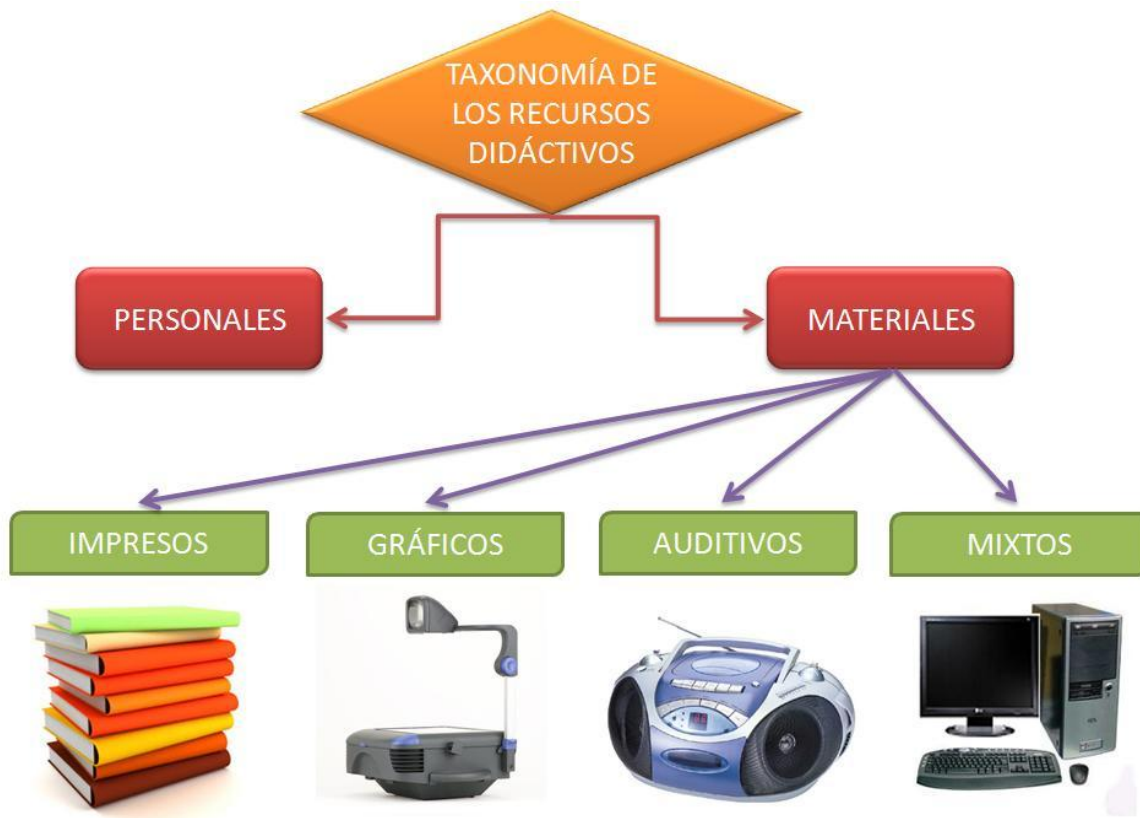 TAXONOMÍA DE
LOS RECURSOS
DIDÁCTIVOS
PERSONALES
MATERIALES
IMPRESOS
GRÁFICOS
AUDITIVOS
MIXTOS